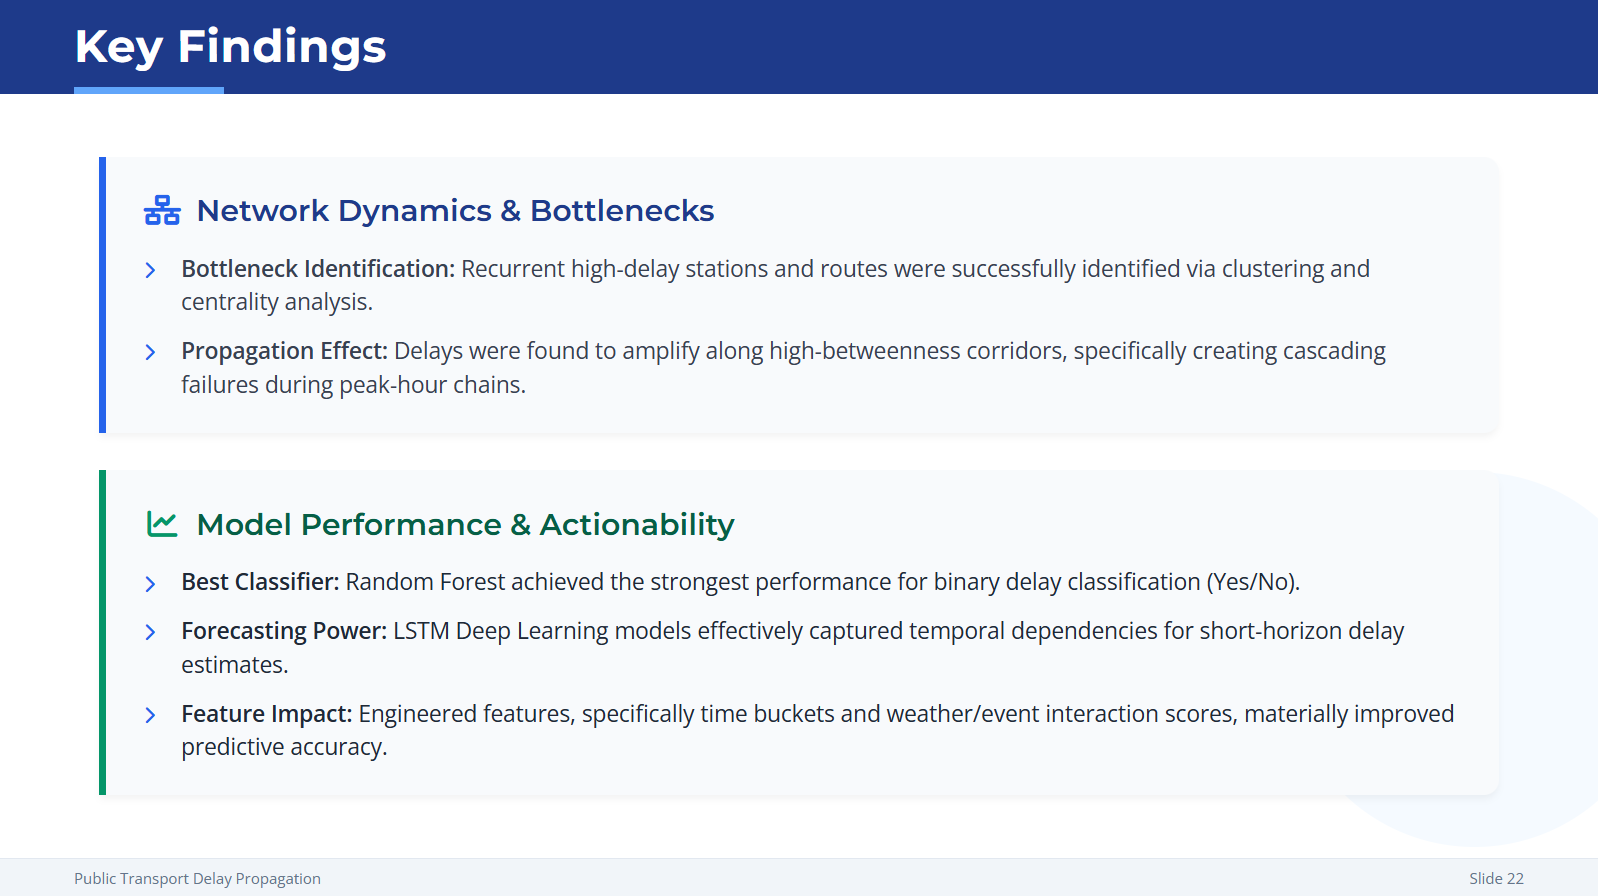 Key Findings
Network Dynamics & Bottlenecks
Bottleneck Identification: Recurrent high-delay stations and routes were successfully identified via clustering and
centrality analysis.
Propagation Effect: Delays were found to amplify along high-betweenness corridors, specifically creating cascading
failures during peak-hour chains.
Model Performance & Actionability
Best Classifier: Random Forest achieved the strongest performance for binary delay classification (Yes/No).
Forecasting Power: LSTM Deep Learning models effectively captured temporal dependencies for short-horizon delay
estimates.
Feature Impact: Engineered features, specifically time buckets and weather/event interaction scores, materially improved
predictive accuracy.
Public Transport Delay Propagation
Slide 22